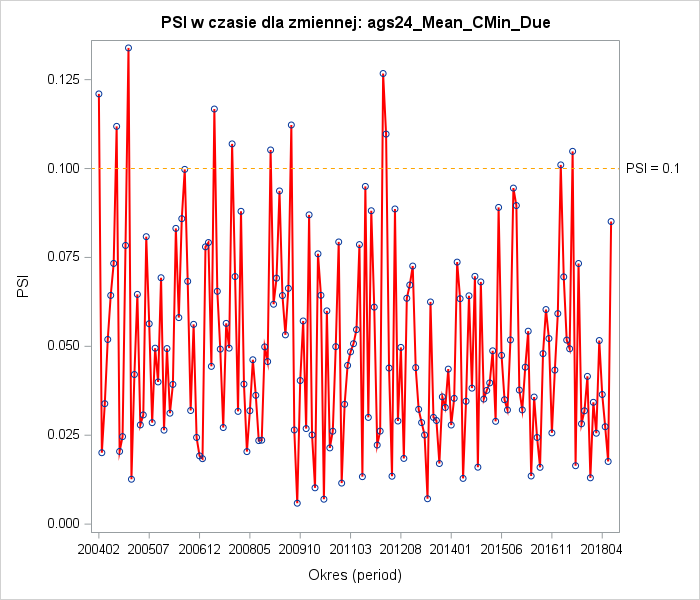 PSI w czasie dla zmiennej: ags24_Mean_CMin_Due
0.125
0.100
0.075
0.050
0.025
0.000
PSI
PSI = 0.1
200402 200507 200612 200805 200910 201103 201208 201401 201506 201611 201804
Okres (period)